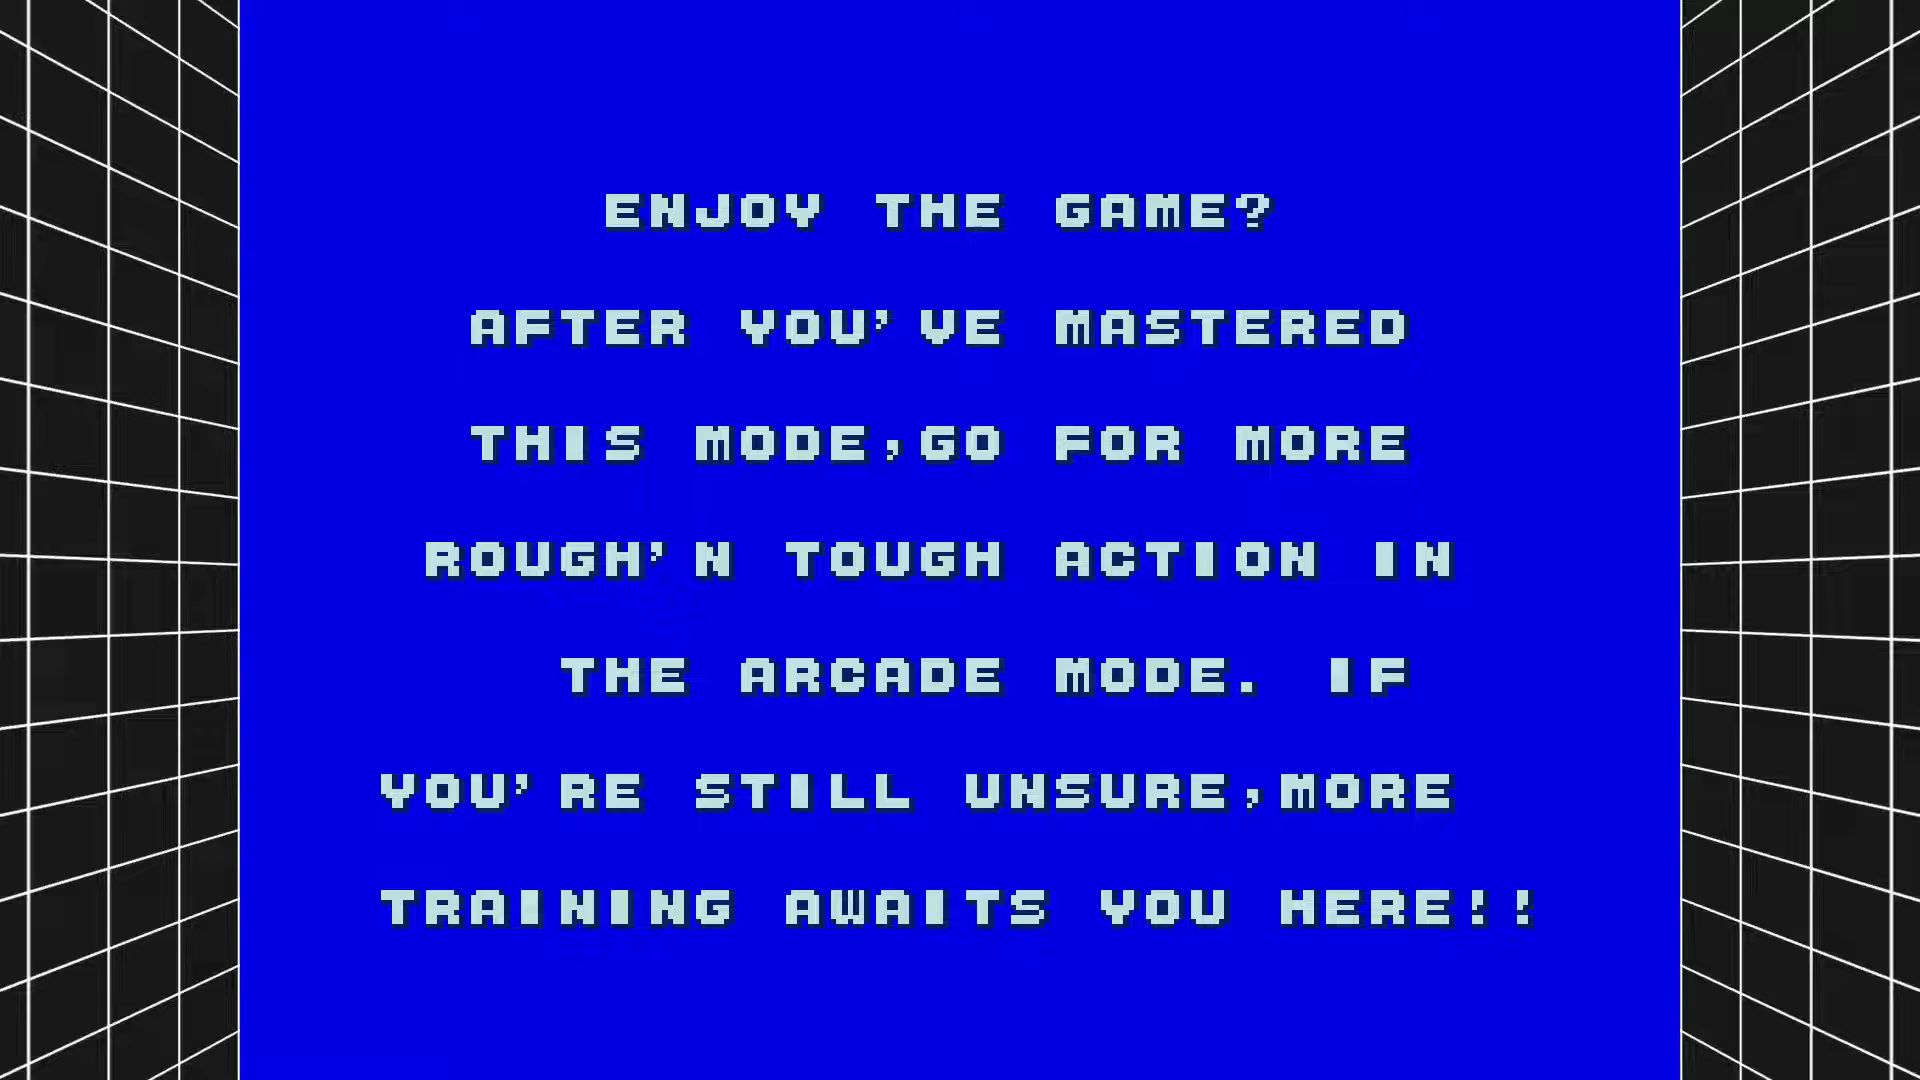 ENJOY THE GAME?
AFTER YOU'VE MASTERED
THIS MODE,GO FOR MORE
ROUGH'N TOUGH ACTION IN
THE ARCADE MODE. IF
YOU'RE STILL UNSURE,MORE
TRAINING AWAITS YOU HERE!!